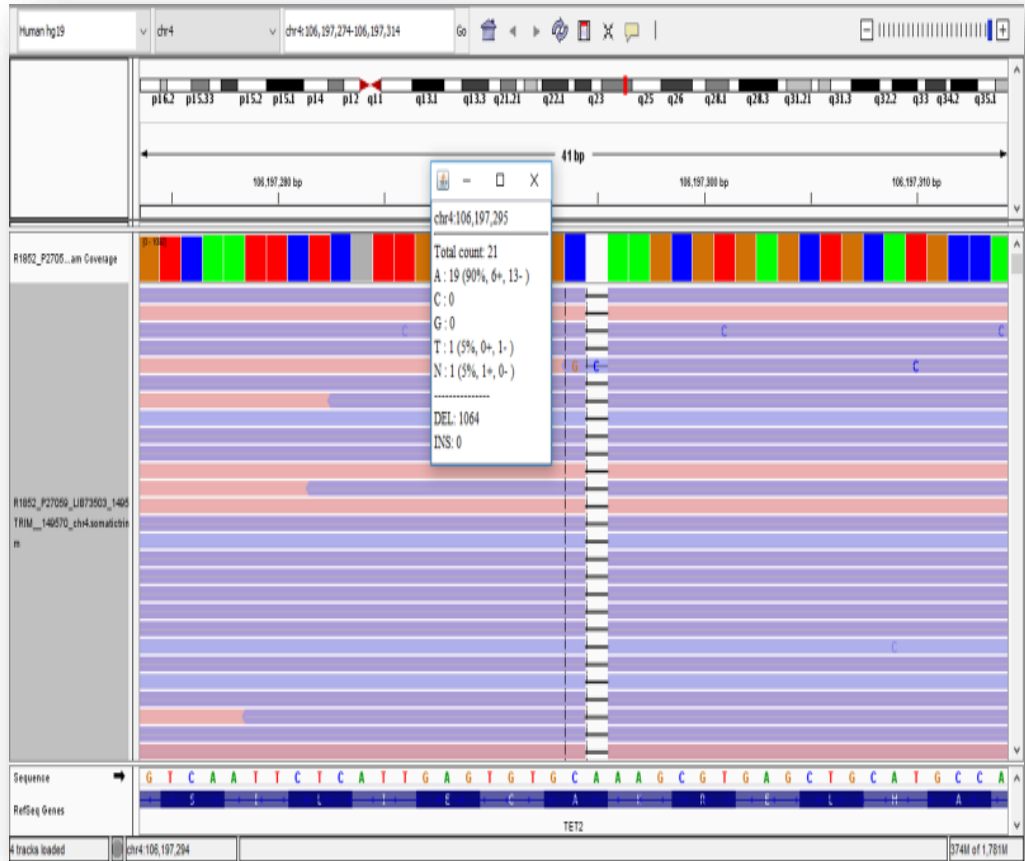 Human hg19 chr4 chr4:106,197,274-106,197,314 Go
p16.2 p15.33 p15.2 p15.1 p14 p12 q11 q13.1 q13.3 q21.21 q22.1 q23 q25 q26 q28.1 q28.3 q31.21 q31.3 q32.2 q33 q34.2 q35.1
41 bp
106,197,280 bp 106,197,300 bp 106,197,310 bp
chr4:106,197,295
Total count: 21
A : 19 (90%, 6+, 13- )
C : 0
G : 0
T : 1 (5%, 0+, 1- )
N : 1 (5%, 1+, 0- )
---------------
DEL: 1064
INS: 0
R1852_P2705...am Coverage
C C C
G C C
R1852_P27059_LIB73503_1495
TRIM__149570_chr4.somatictrim
m
C
Sequence G T C A A T T C T C A T T G A G T G T G C A A A G C G T G A G C T G C A T G C C A
RefSeq Genes S I L I E C A K R E L H A
TET2
4 tracks loaded chr4:106,197,294 374M of 1,781M